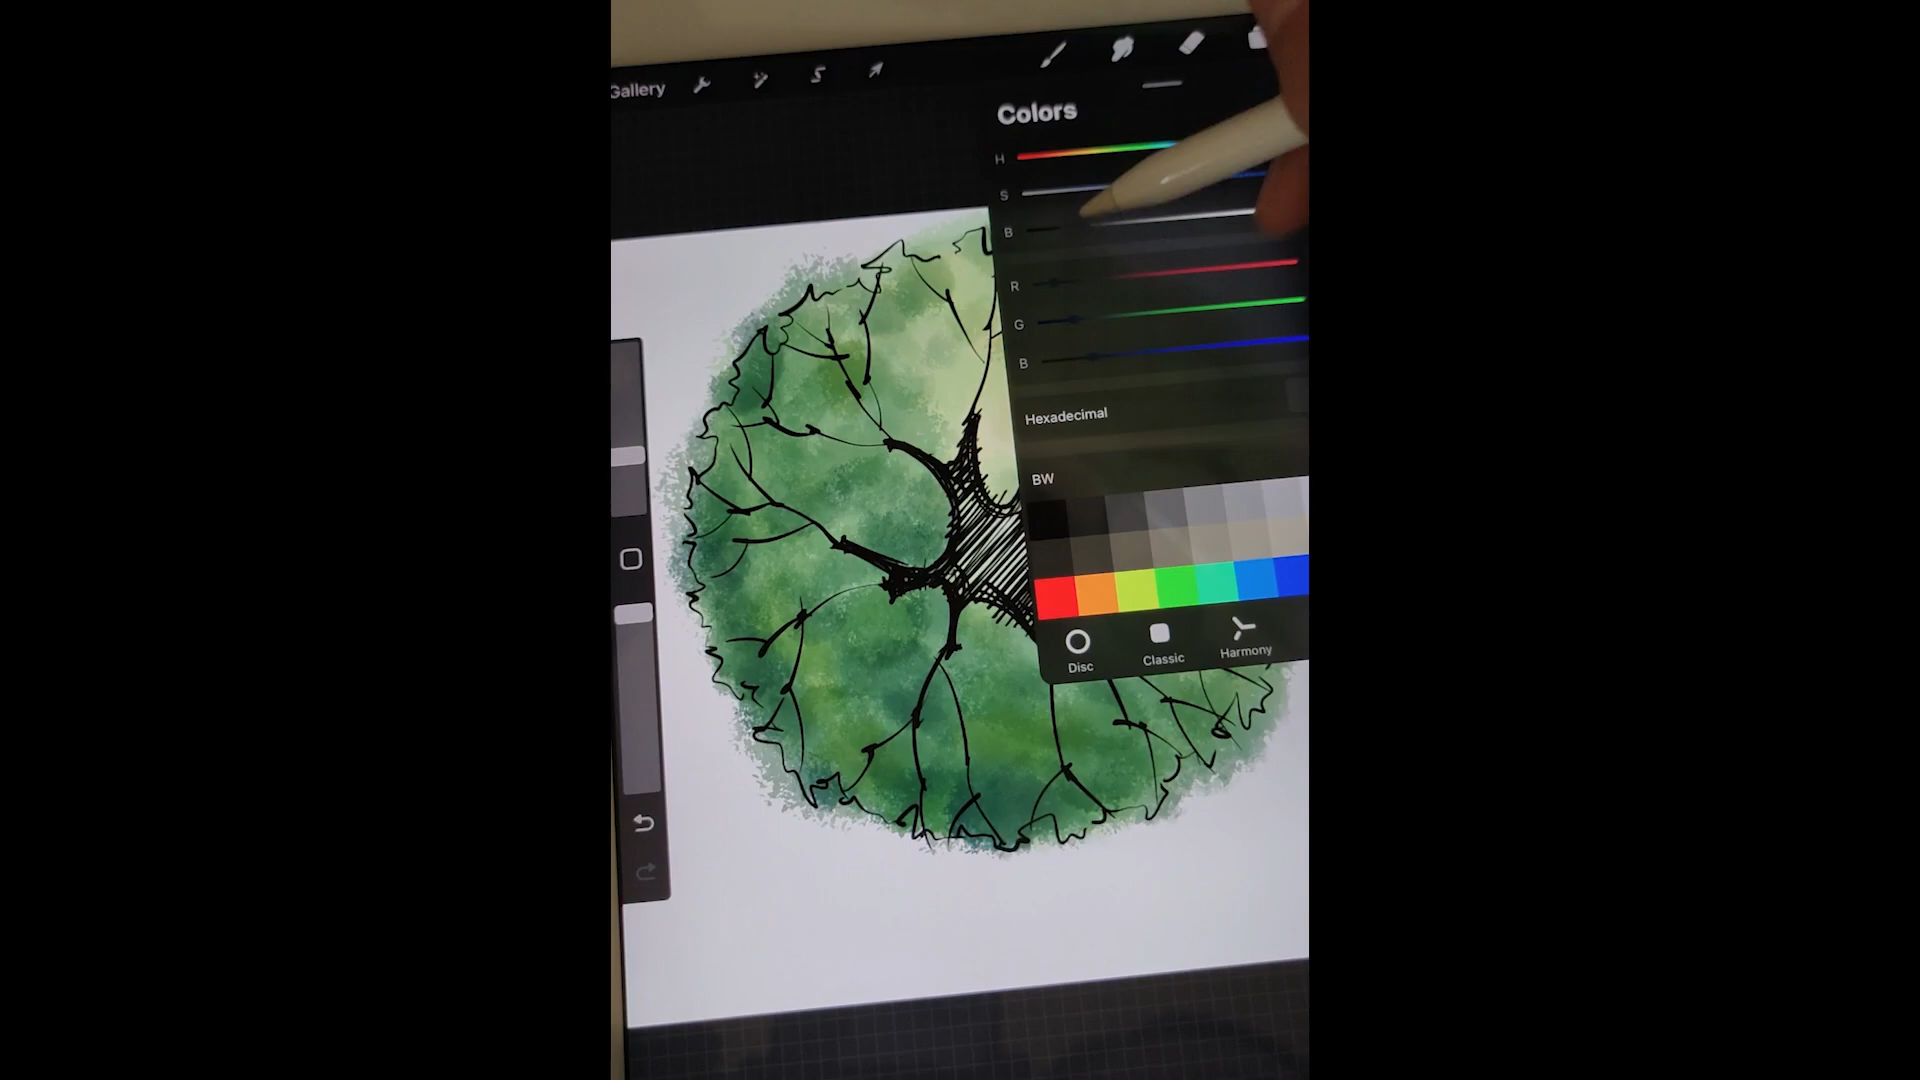 Gallery
Colors
H
S
B
R
G
B
Hexadecimal
BW
Disc
Classic
Harmony